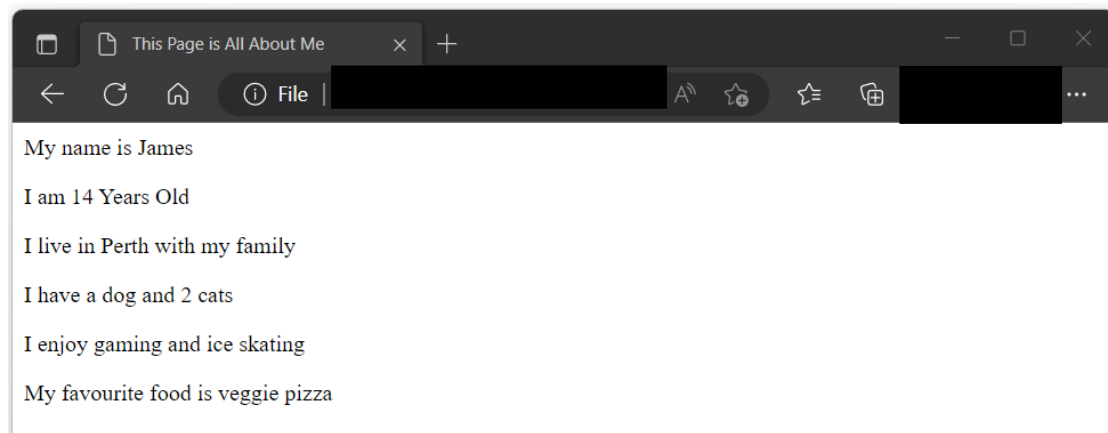 This Page is All About Me
File
My name is James
I am 14 Years Old
I live in Perth with my family
I have a dog and 2 cats
I enjoy gaming and ice skating
My favourite food is veggie pizza